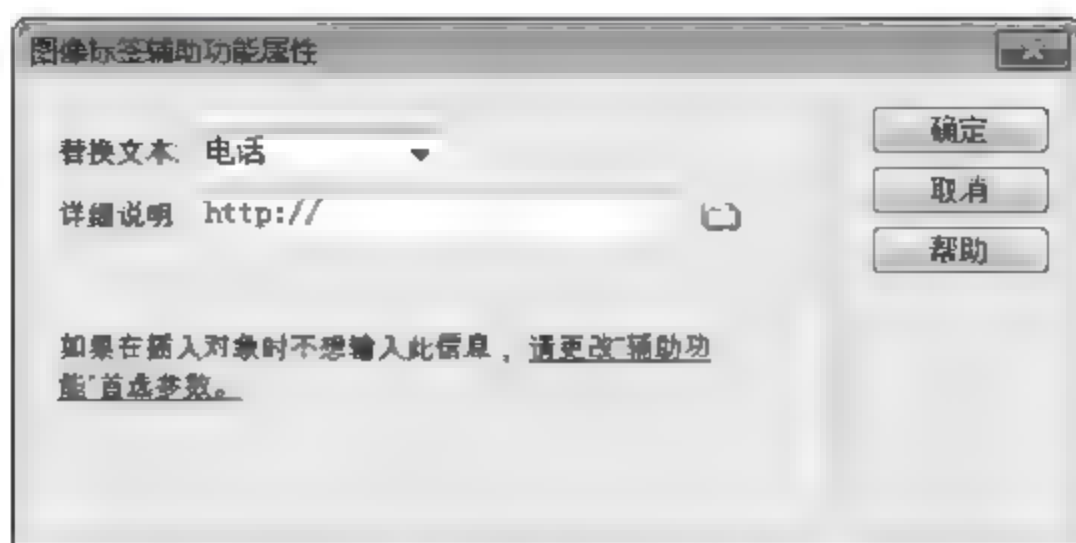 图像标签辅助功能属性
替换文本: 电话
确定
详细说明 http://
取消
帮助
如果在插入对象时不想输入此信息，请更改"辅助功
能"首选参数。